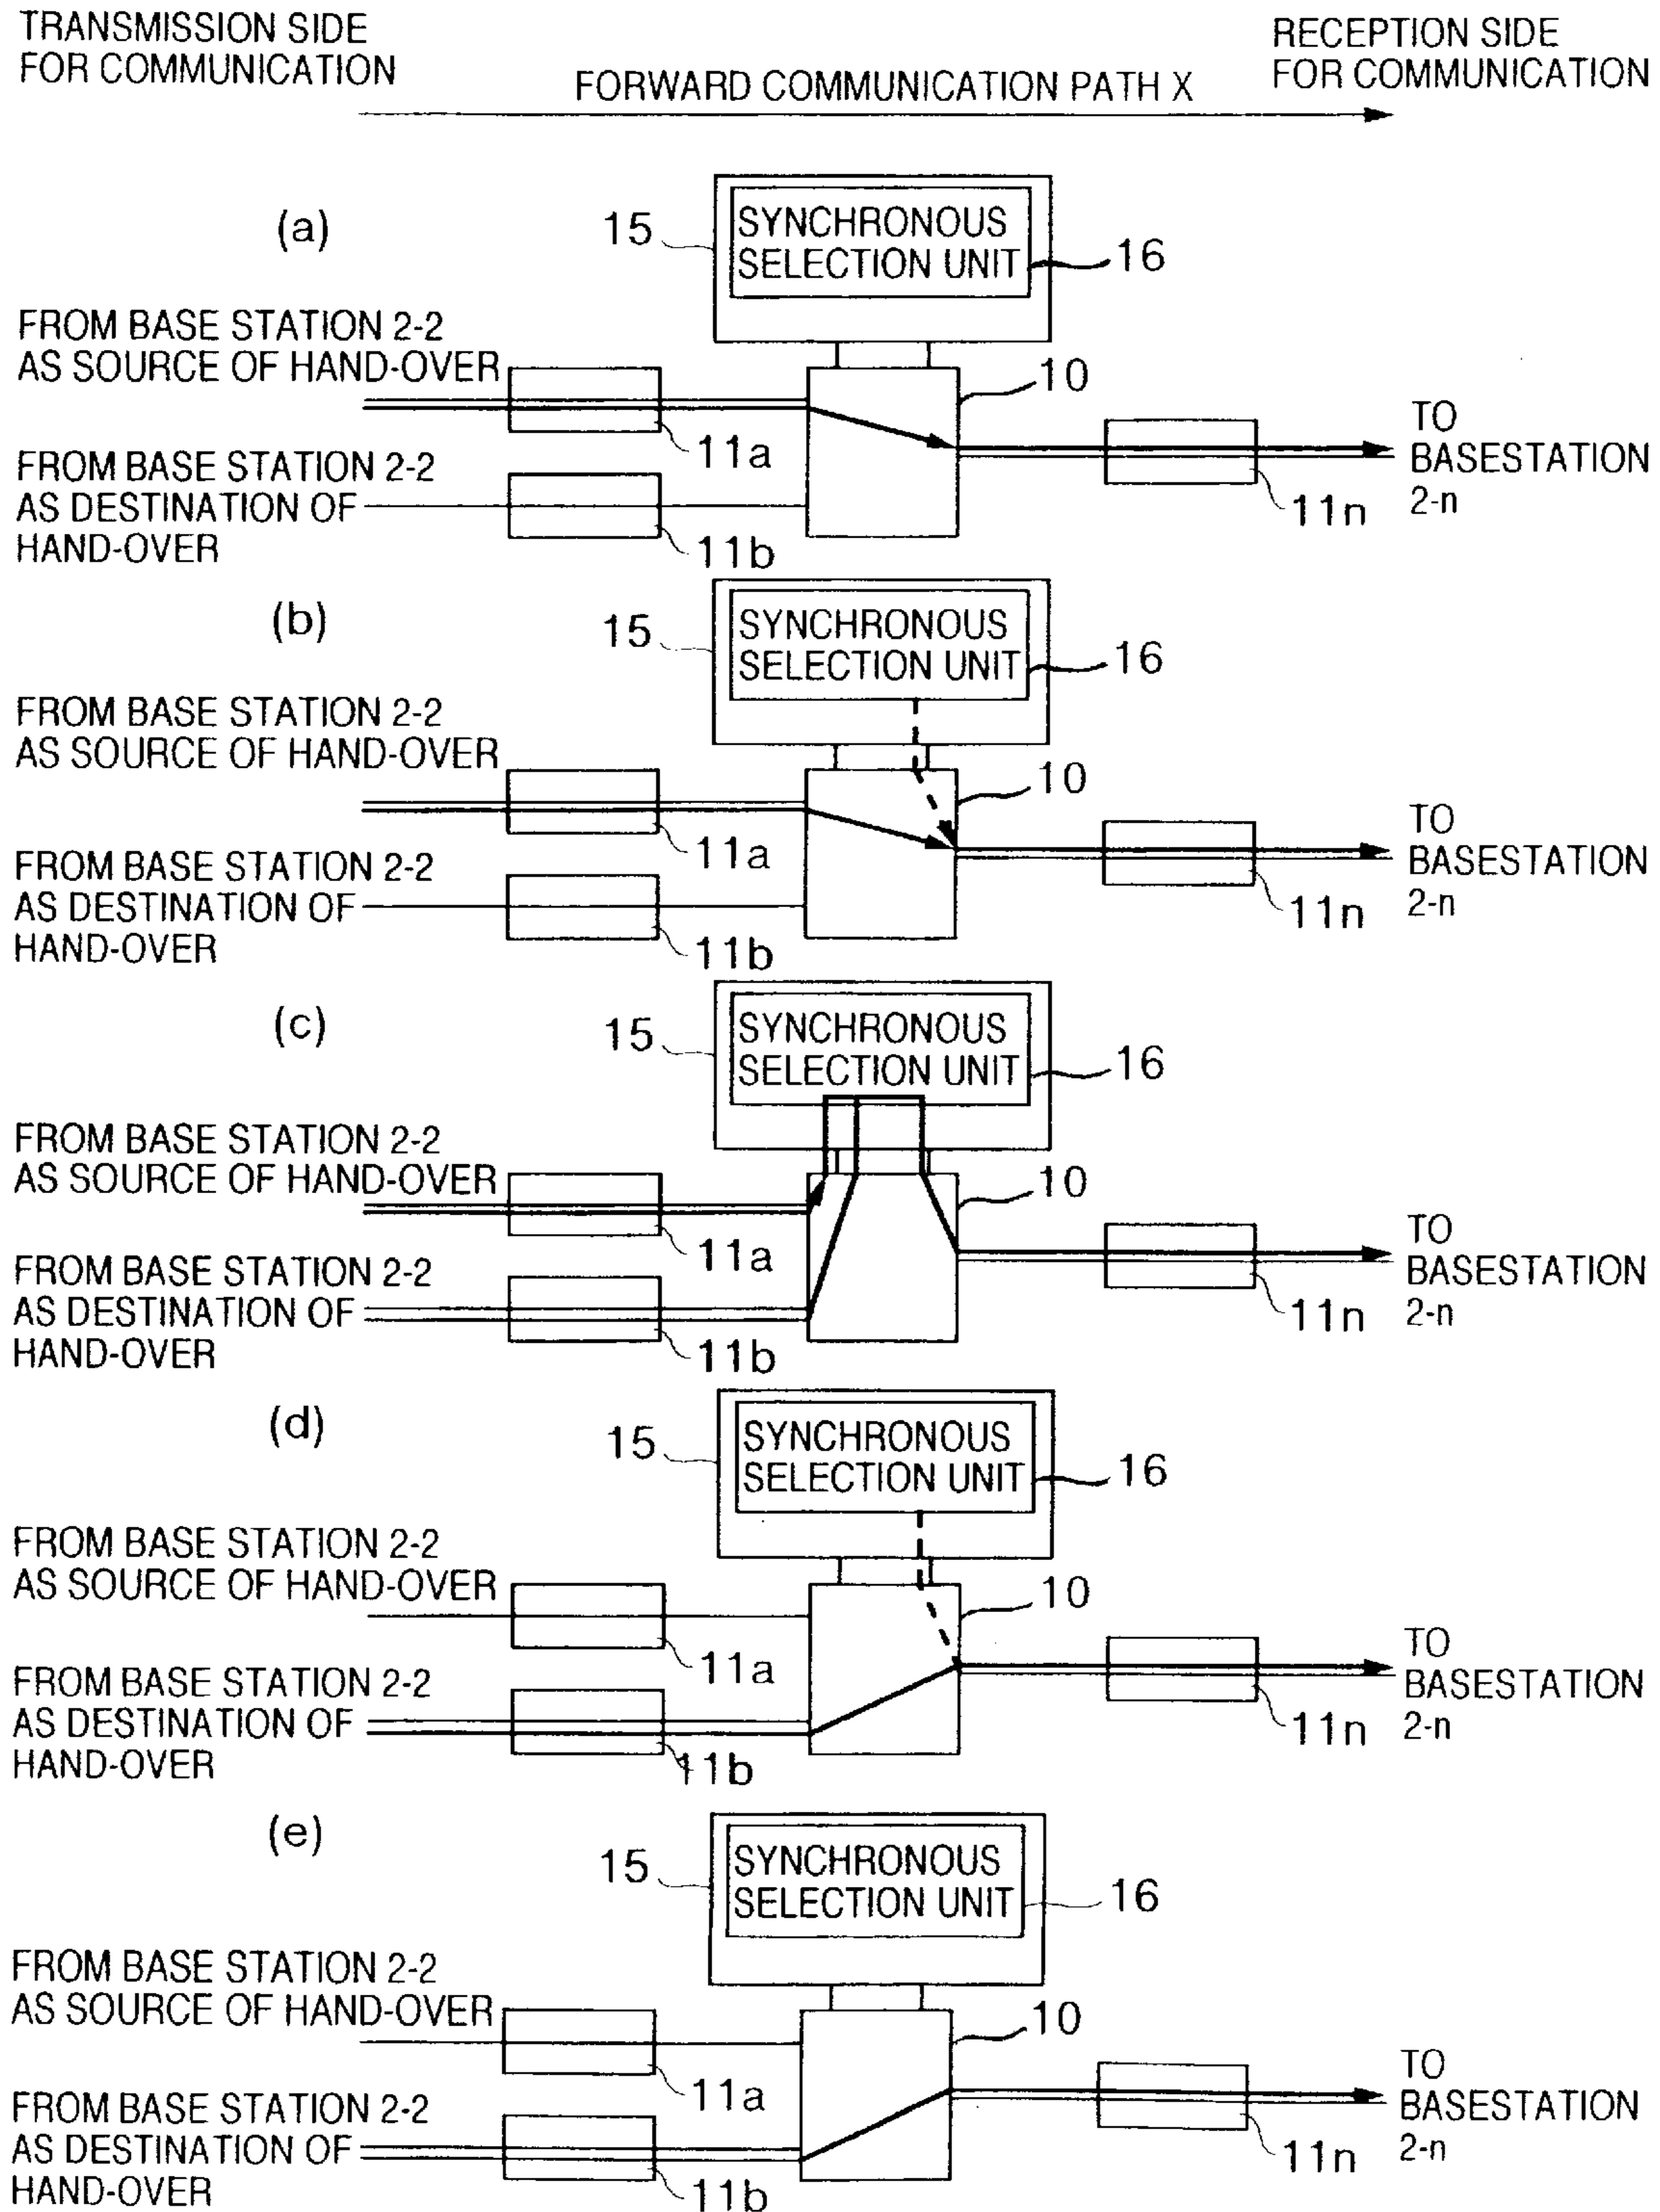 TRANSMISSION SIDE
FOR COMMUNICATION
RECEPTION SIDE
FOR COMMUNICATION
FORWARD COMMUNICATION PATH X
(a)
15
SYNCHRONOUS
SELECTION UNIT
16
FROM BASE STATION 2-2
AS SOURCE OF HAND-OVER
10
11a
TO
BASESTATION
2-n
FROM BASE STATION 2-2
AS DESTINATION OF
HAND-OVER
11n
11b
(b)
15
SYNCHRONOUS
SELECTION UNIT
16
FROM BASE STATION 2-2
AS SOURCE OF HAND-OVER
10
11a
TO
BASESTATION
2-n
FROM BASE STATION 2-2
AS DESTINATION OF
HAND-OVER
11n
11b
(c)
15
SYNCHRONOUS
SELECTION UNIT
16
FROM BASE STATION 2-2
AS SOURCE OF HAND-OVER
10
11a
TO
BASESTATION
2-n
FROM BASE STATION 2-2
AS DESTINATION OF
HAND-OVER
11n
11b
(d)
15
SYNCHRONOUS
SELECTION UNIT
16
FROM BASE STATION 2-2
AS SOURCE OF HAND-OVER
10
11a
TO
BASESTATION
2-n
FROM BASE STATION 2-2
AS DESTINATION OF
HAND-OVER
11n
11b
(e)
15
SYNCHRONOUS
SELECTION UNIT
16
FROM BASE STATION 2-2
AS SOURCE OF HAND-OVER
10
11a
TO
BASESTATION
2-n
FROM BASE STATION 2-2
AS DESTINATION OF
HAND-OVER
11n
11b